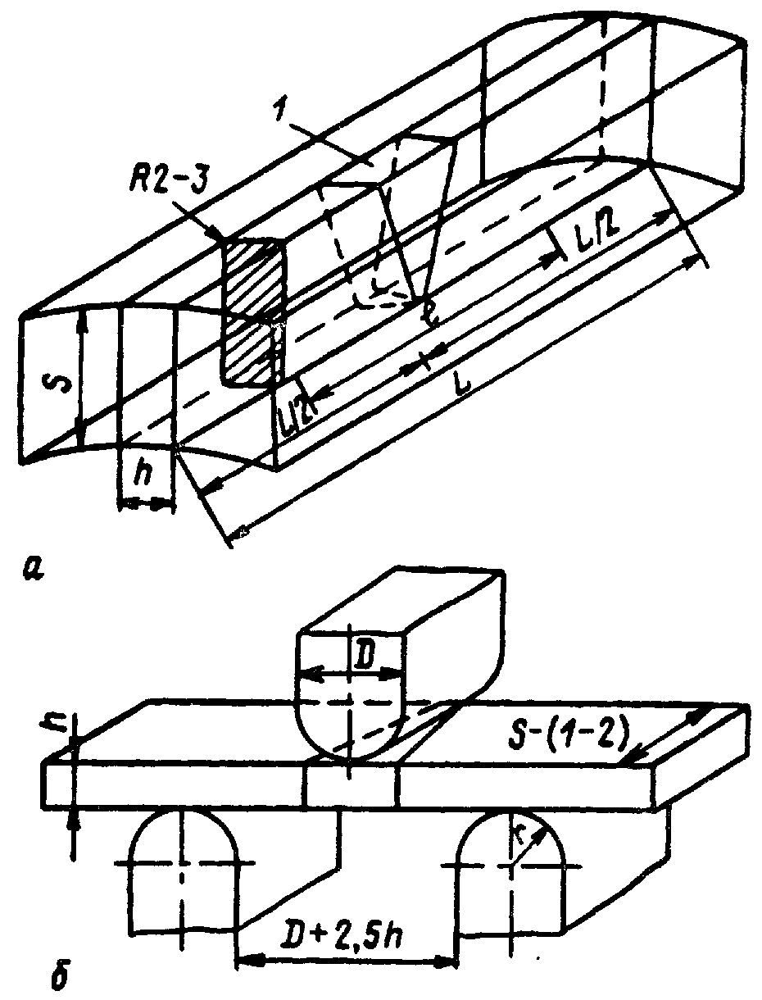 1
R2-3
L/2
l
S
L
L/2
h
а
D
h
S-(1-2)
r
D+2,5h
б